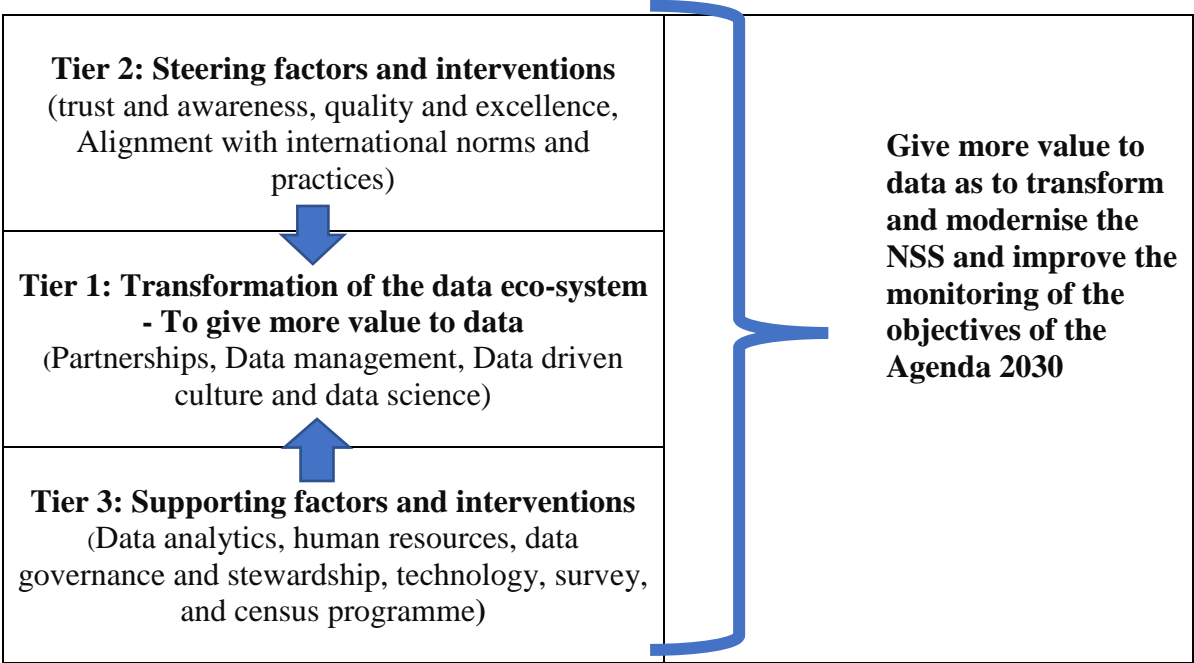 Tier 2: Steering factors and interventions
(trust and awareness, quality and excellence,
Alignment with international norms and
practices)
Tier 1: Transformation of the data eco-system
- To give more value to data
(Partnerships, Data management, Data driven
culture and data science)
Tier 3: Supporting factors and interventions
(Data analytics, human resources, data
governance and stewardship, technology, survey,
and census programme)
Give more value to
data as to transform
and modernise the
NSS and improve the
monitoring of the
objectives of the
Agenda 2030